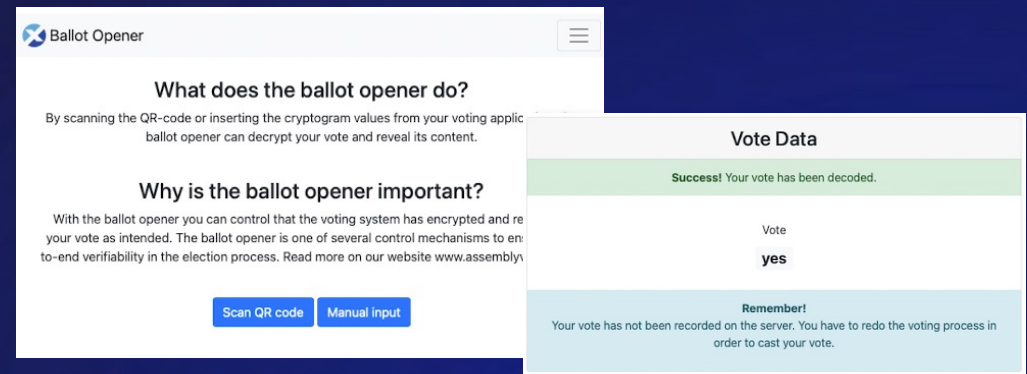 Ballot Opener
What does the ballot opener do?
By scanning the QR-code or inserting the cryptogram values from your voting
ballot opener can decrypt your vote and reveal its content.
Why is the ballot opener important?
With the ballot opener you can control that the voting system has encrypted and
your vote as intended. The ballot opener is one of several control mechanisms to
to-end verifiability in the election process. Read more on our website
Scan QR code
Manual input
Vote Data
Success! Your vote has been decoded.
Vote
yes
Remember!
Your vote has not been recorded on the server. You have to redo the voting process in
order to cast your vote.